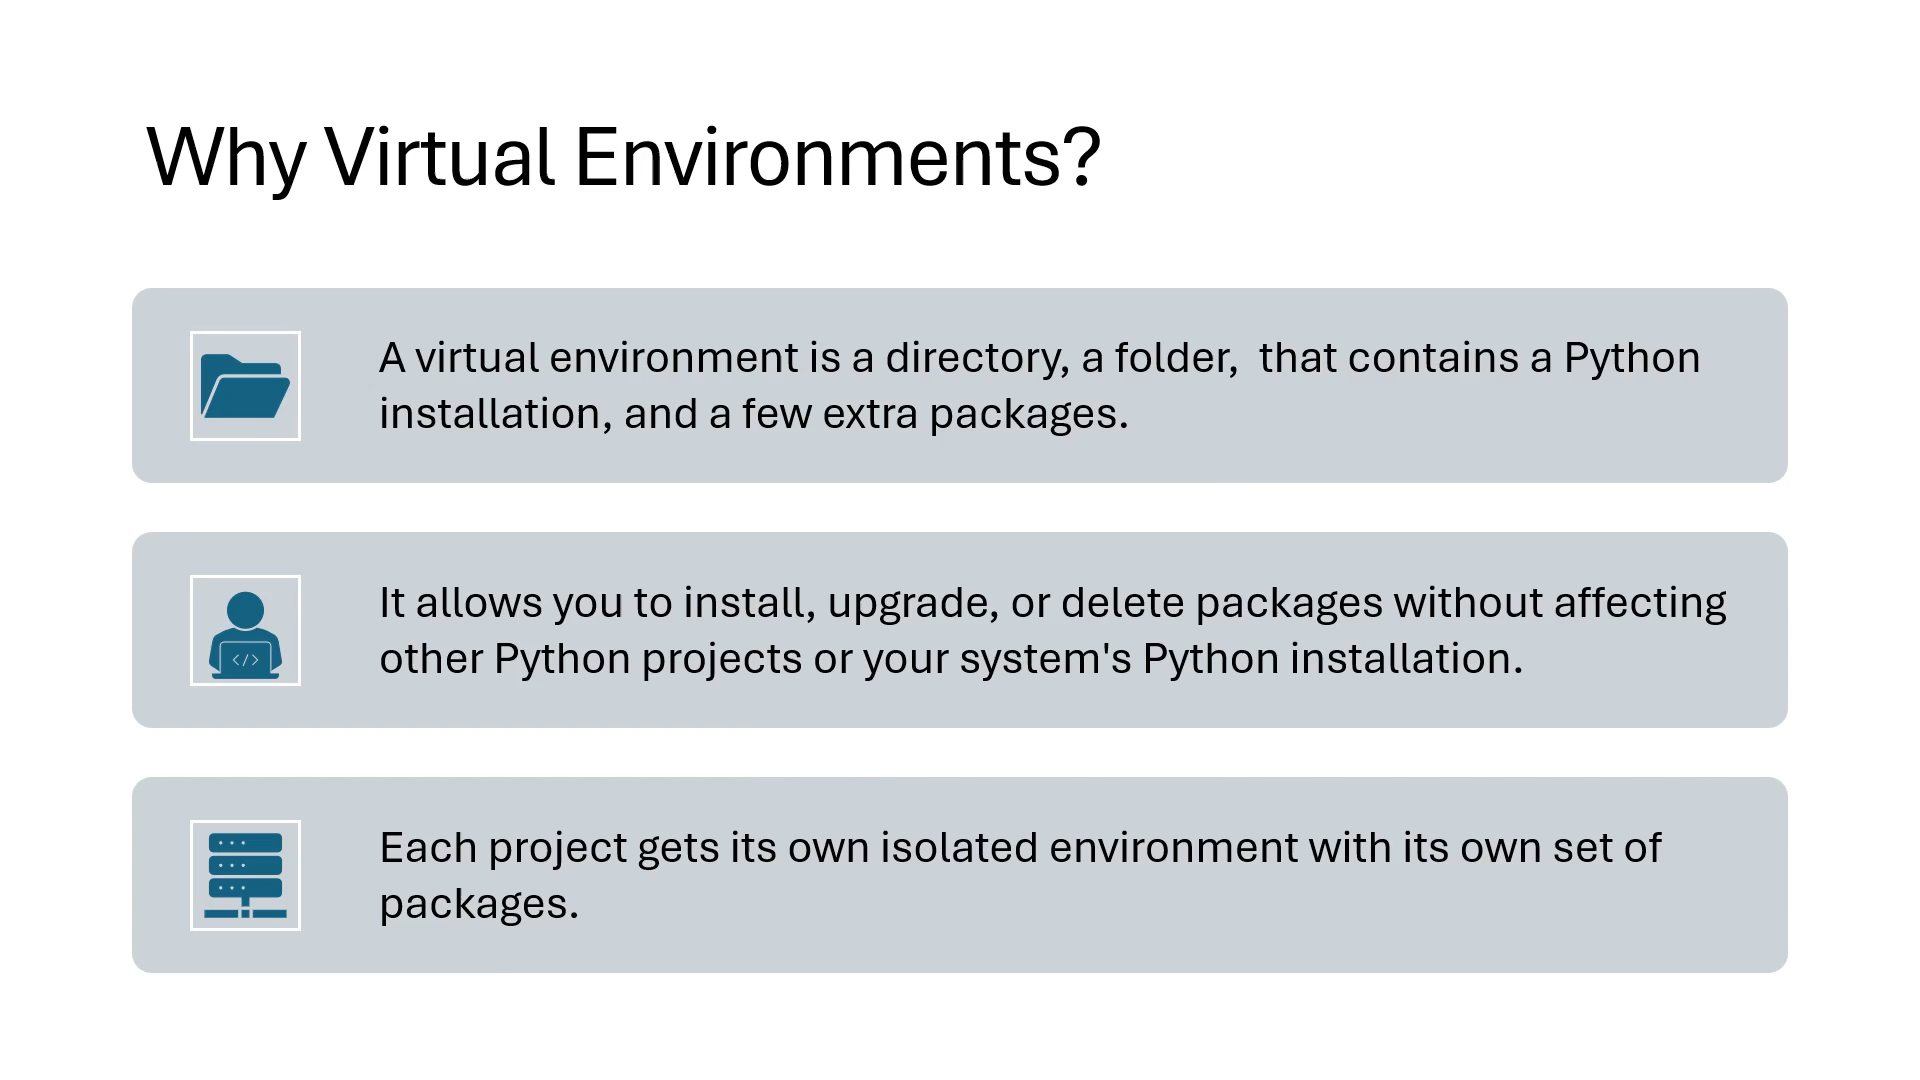 Why Virtual Environments?
A virtual environment is a directory, a folder,  that contains a Python
installation, and a few extra packages.
It allows you to install, upgrade, or delete packages without affecting
other Python projects or your system's Python installation.
</>
Each project gets its own isolated environment with its own set of
packages.